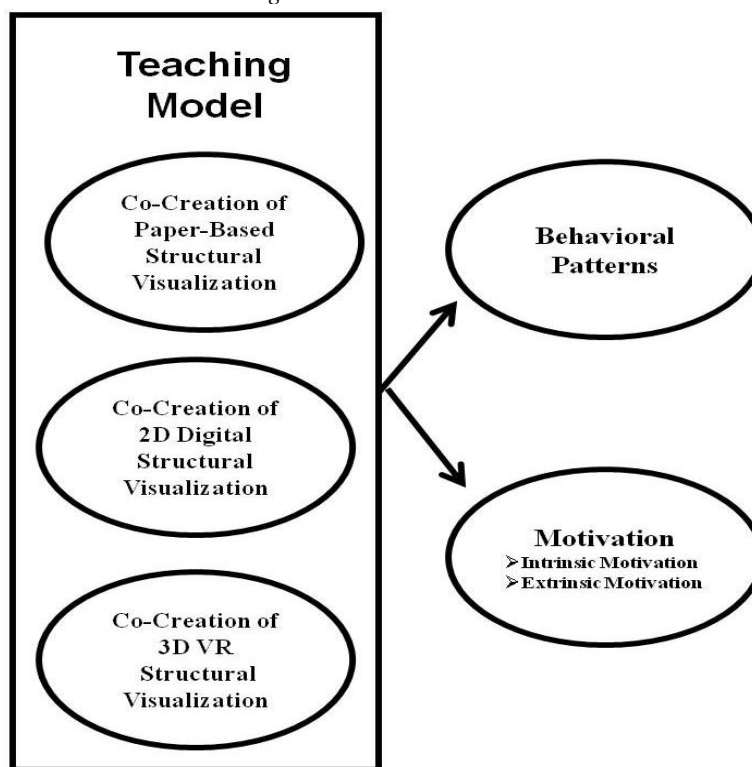 Teaching
Model
Co-Creation of
Paper-Based
Structural
Visualization
Co-Creation of
2D Digital
Structural
Visualization
Co-Creation of
3D VR
Structural
Visualization
Behavioral
Patterns
Motivation
➢Intrinsic Motivation
➢Extrinsic Motivation